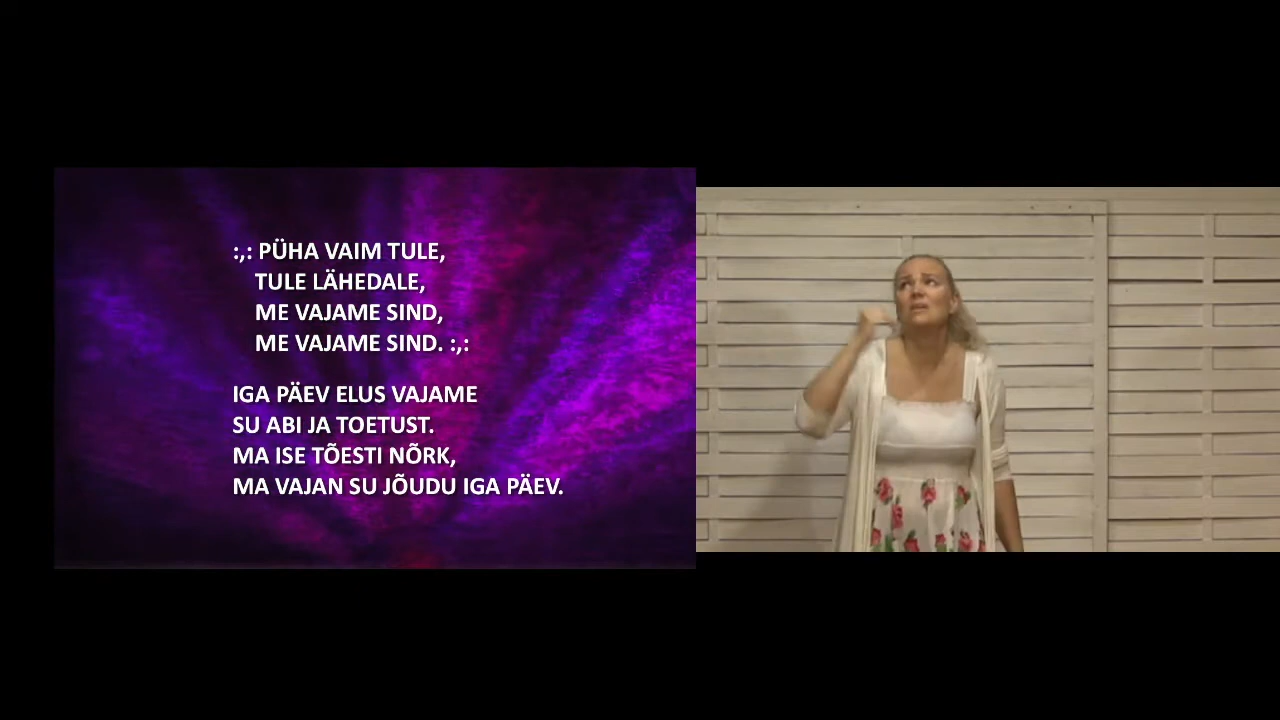 :,: PÜHA VAIM TULE,
TULE LÄHEDALE,
ME VAJAME SIND,
ME VAJAME SIND. :,:
IGA PÄEV ELUS VAJAME
SU ABI JA TOETUST.
MA ISE TÕESTI NÕRK,
MA VAJAN SU JÕUDU IGA PÄEV.